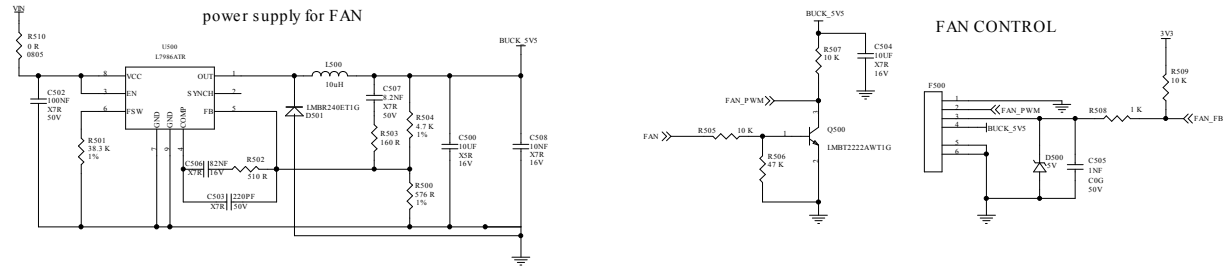 power supply for FAN
VIN
R510
0 R
0805
U500
L7986ATR
8
VCC
OUT
1
3
EN
SYNCH
2
6
FSW
FB
5
GND
GND
COMP
7
9
4
C502
100NF
X7R
50V
R501
38.3 K
1%
C506
82NF
X7R
16V
R502
510 R
C503
220PF
X7R
50V
L500
10uH
LMBR240ET1G
D501
C507
8.2NF
X7R
50V
R503
160 R
R504
4.7 K
1%
R500
576 R
1%
C500
10UF
X5R
16V
BUCK_5V5
C508
10NF
X7R
16V
FAN CONTROL
BUCK_5V5
R507
10 K
C504
10UF
X7R
16V
FAN_PWM
FAN
R505
10 K
R506
47 K
1
3
2
Q500
LMBT2222AWT1G
F500
1
2
3
4
5
6
FAN_PWM
BUCK_5V5
D500
5V
C505
1NF
C0G
50V
R508
1 K
3V3
R509
10 K
FAN_FB